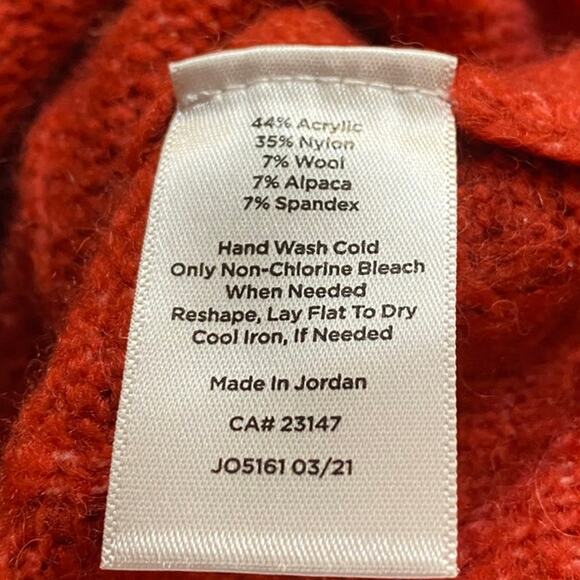 44% Acrylic
35% Nylon
7% Wool
7% Alpaca
7% Spandex
Hand Wash Cold
Only Non-Chlorine Bleach
When Needed
Reshape, Lay Flat To Dry
Cool Iron, If Needed
Made In Jordan
CA# 23147
JO5161 03/21